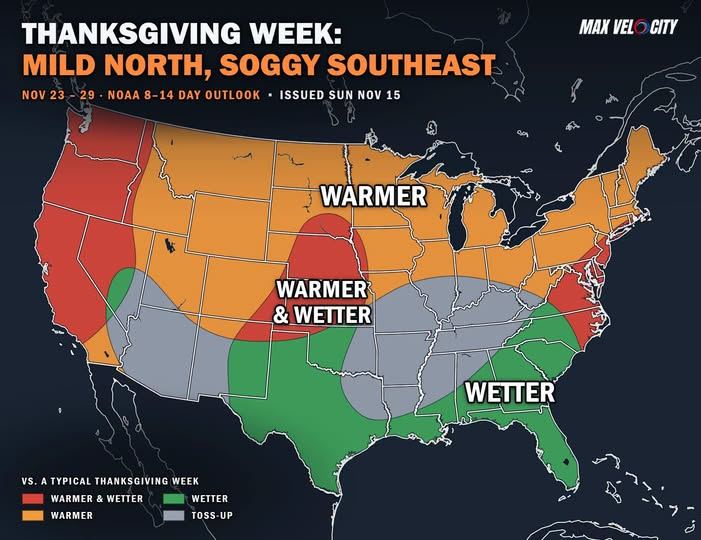 THANKSGIVING WEEK:
MAX VELOCITY
MILD NORTH, SOGGY SOUTHEAST
NOV 23 – 29 · NOAA 8–14 DAY OUTLOOK • ISSUED SUN NOV 15
WARMER
WARMER
& WETTER
WETTER
VS. A TYPICAL THANKSGIVING WEEK
WARMER & WETTER
WETTER
WARMER
TOSS-UP